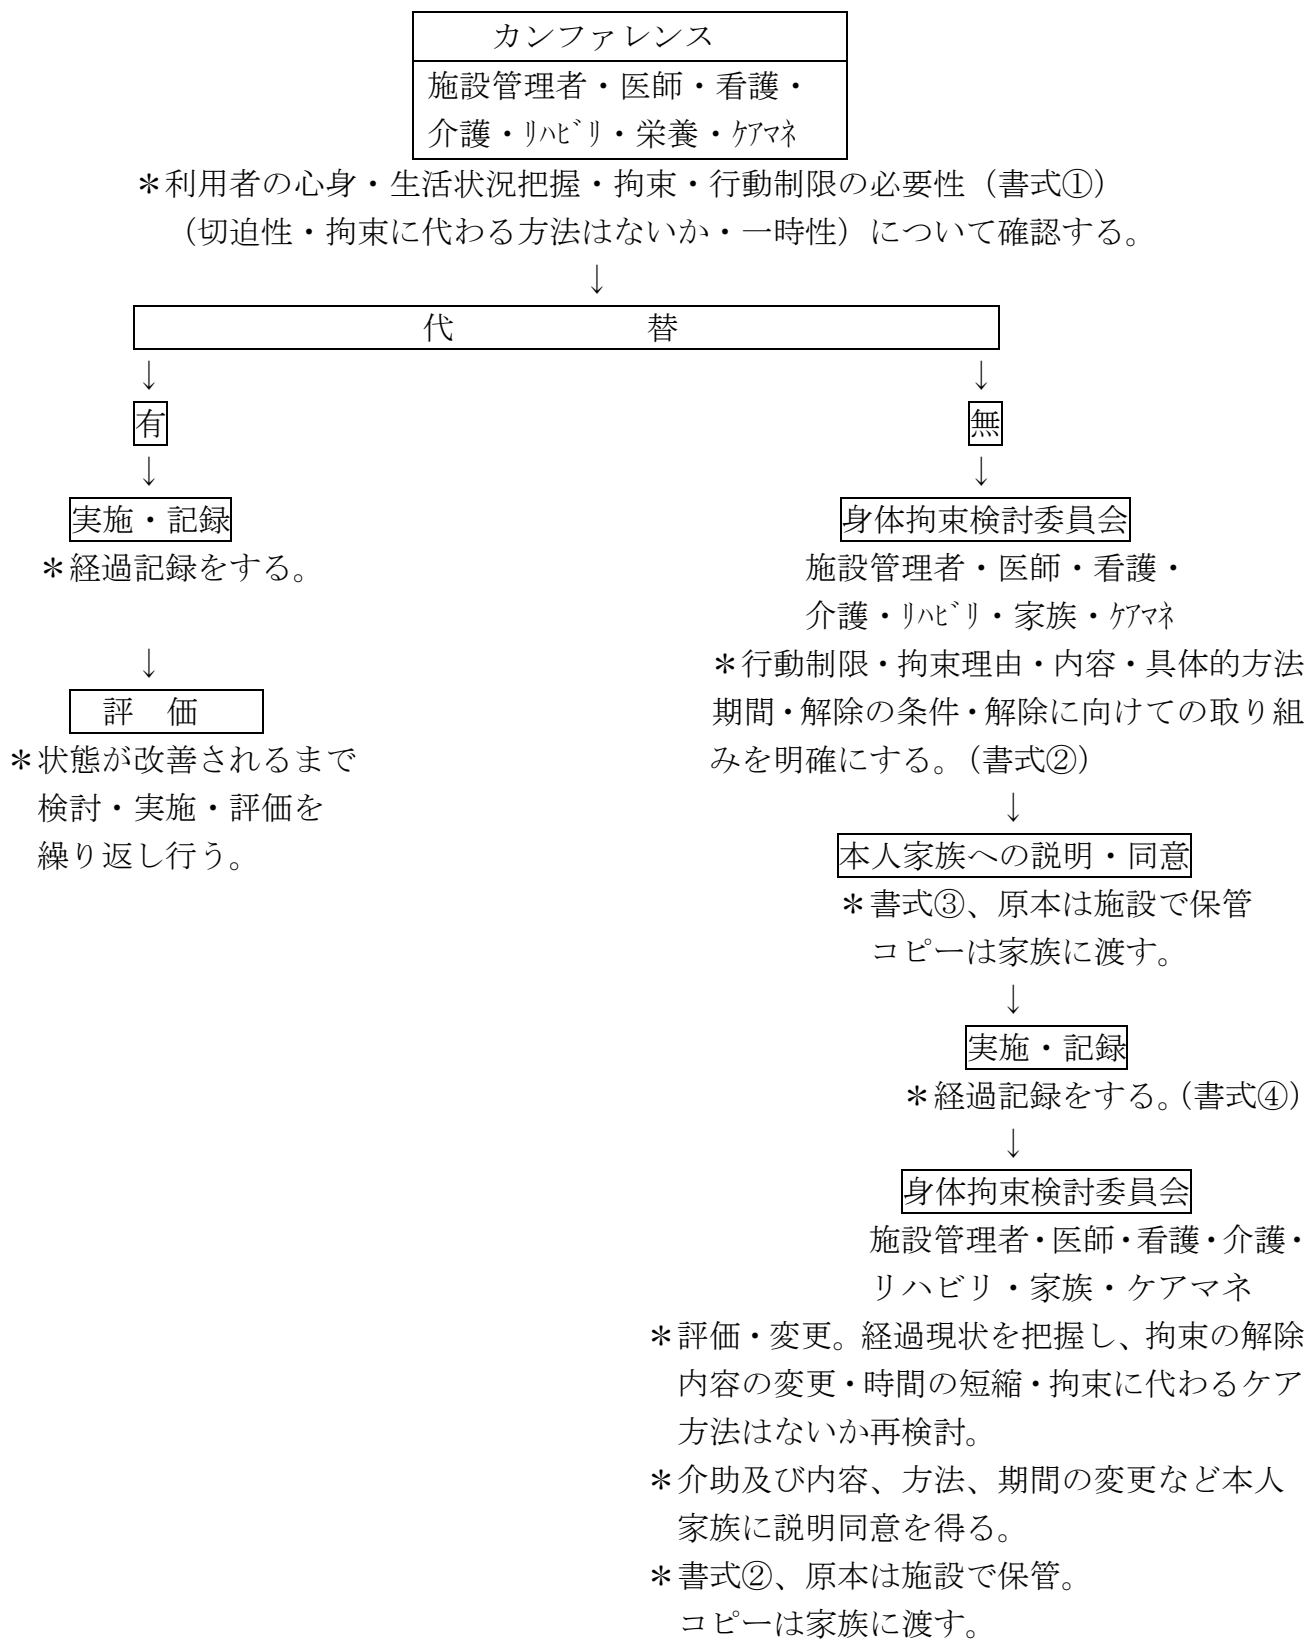 カンファレンス
施設管理者・医師・看護・
介護・ﾘﾊﾋﾞﾘ・栄養・ｹｱﾏﾈ
＊利用者の心身・生活状況把握・拘束・行動制限の必要性（書式①）
（切迫性・拘束に代わる方法はないか・一時性）について確認する。
↓
代　替
↓ ↓
有 無
↓ ↓
実施・記録
＊経過記録をする。
↓
評　価
＊状態が改善されるまで
検討・実施・評価を
繰り返し行う。
身体拘束検討委員会
施設管理者・医師・看護・
介護・ﾘﾊﾋﾞﾘ・家族・ｹｱﾏﾈ
＊行動制限・拘束理由・内容・具体的方法
期間・解除の条件・解除に向けての取り組
みを明確にする。（書式②）
↓
本人家族への説明・同意
＊書式③、原本は施設で保管
コピーは家族に渡す。
↓
実施・記録
＊経過記録をする。（書式④）
↓
身体拘束検討委員会
施設管理者・医師・看護・介護・
リハビリ・家族・ケアマネ
＊評価・変更。経過現状を把握し、拘束の解除
内容の変更・時間の短縮・拘束に代わるケア
方法はないか再検討。
＊介助及び内容、方法、期間の変更など本人
家族に説明同意を得る。
＊書式②、原本は施設で保管。
コピーは家族に渡す。